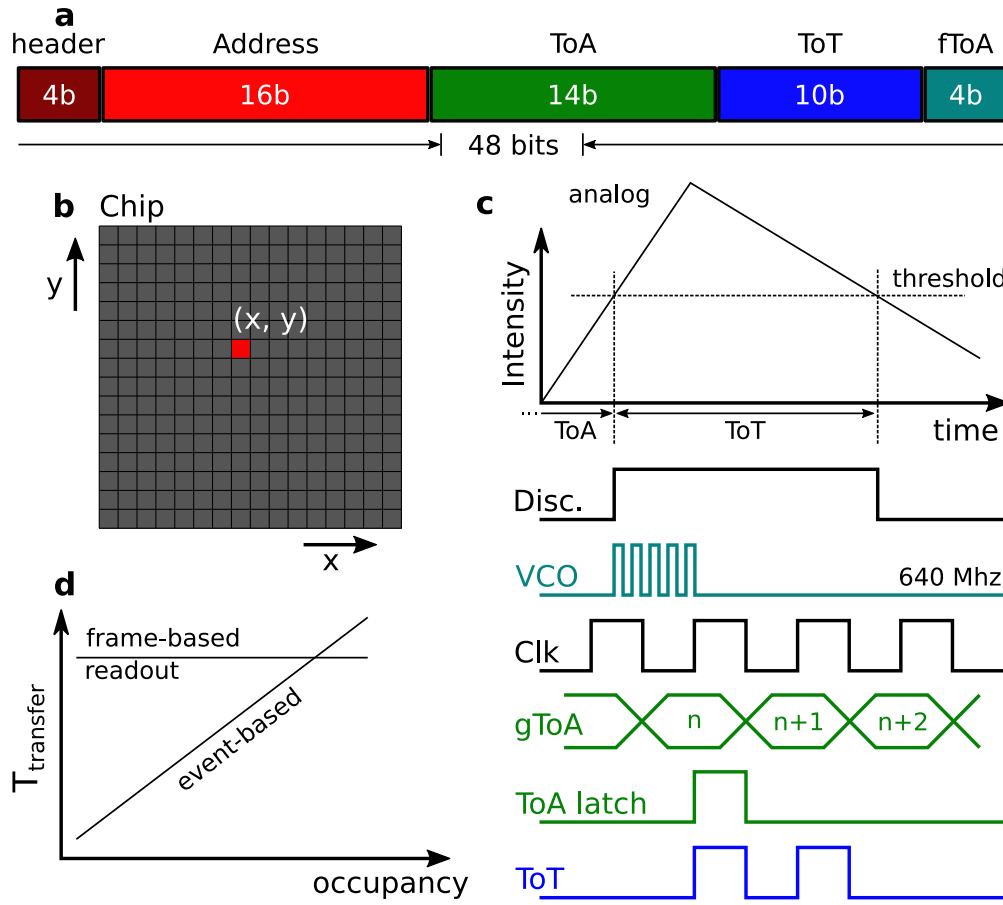 a
header Address ToA ToT fToA
4b 16b 14b 10b 4b
48 bits
b Chip
y
(x, y)
x
c
analog
threshold
Intensity
... ToA ToT time
Disc.
VCO 640 Mhz
Clk
gToA n n+1 n+2
ToA latch
ToT
d
frame-based
readout
event-based
T_transfer
occupancy